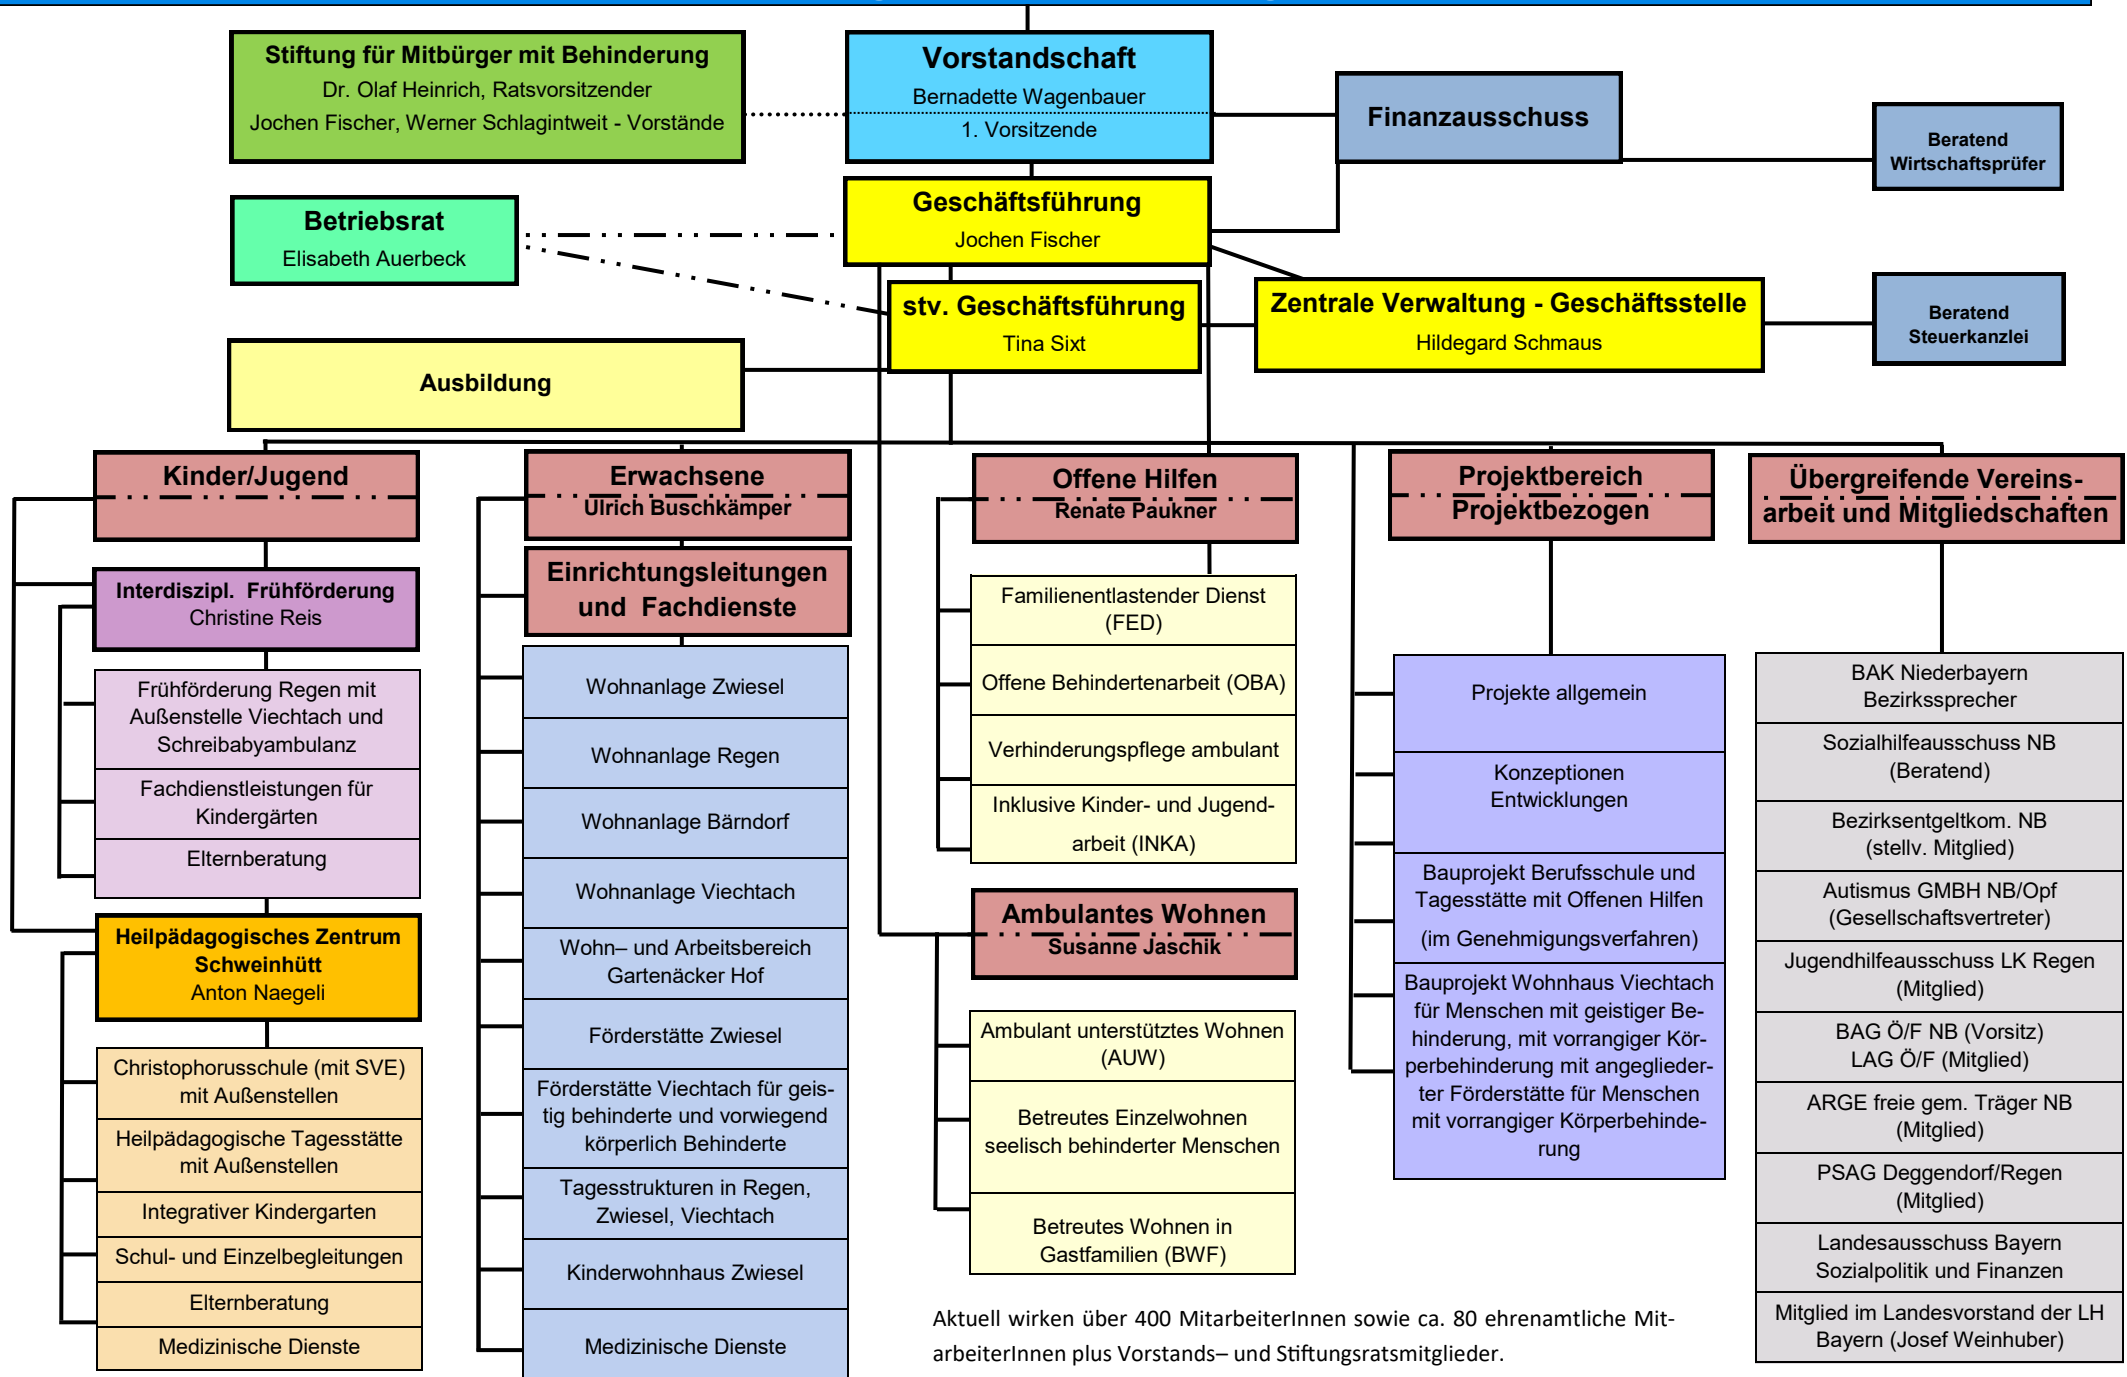 Stiftung für Mitbürger mit Behinderung
Dr. Olaf Heinrich, Ratsvorsitzender
Jochen Fischer, Werner Schlagintweit - Vorstände
Vorstandschaft
Bernadette Wagenbauer
1. Vorsitzende
Finanzausschuss
Beratend
Wirtschaftsprüfer
Betriebsrat
Elisabeth Auerbeck
Geschäftsführung
Jochen Fischer
stv. Geschäftsführung
Tina Sixt
Zentrale Verwaltung - Geschäftsstelle
Hildegard Schmaus
Beratend
Steuerkanzlei
Ausbildung
Kinder/Jugend
Interdiszipl. Frühförderung
Christine Reis
Frühförderung Regen mit
Außenstelle Viechtach und
Schreibabyambulanz
Fachdienstleistungen für
Kindergärten
Elternberatung
Heilpädagogisches Zentrum
Schweinhütt
Anton Naegeli
Christophorusschule (mit SVE)
mit Außenstellen
Heilpädagogische Tagesstätte
mit Außenstellen
Integrativer Kindergarten
Schul- und Einzelbegleitungen
Elternberatung
Medizinische Dienste
Erwachsene
Ulrich Buschkämper
Einrichtungsleitungen
und Fachdienste
Wohnanlage Zwiesel
Wohnanlage Regen
Wohnanlage Bärndorf
Wohnanlage Viechtach
Wohn– und Arbeitsbereich
Gartenäcker Hof
Förderstätte Zwiesel
Förderstätte Viechtach für geis-
tig behinderte und vorwiegend
körperlich Behinderte
Tagesstrukturen in Regen,
Zwiesel, Viechtach
Kinderwohnhaus Zwiesel
Medizinische Dienste
Offene Hilfen
Renate Paukner
Familienentlastender Dienst
(FED)
Offene Behindertenarbeit (OBA)
Verhinderungspflege ambulant
Inklusive Kinder- und Jugend-
arbeit (INKA)
Ambulantes Wohnen
Susanne Jaschik
Ambulant unterstütztes Wohnen
(AUW)
Betreutes Einzelwohnen
seelisch behinderter Menschen
Betreutes Wohnen in
Gastfamilien (BWF)
Projektbereich
Projektbezogen
Projekte allgemein
Konzeptionen
Entwicklungen
Bauprojekt Berufsschule und
Tagesstätte mit Offenen Hilfen
(im Genehmigungsverfahren)
Bauprojekt Wohnhaus Viechtach
für Menschen mit geistiger Be-
hinderung, mit vorrangiger Kör-
perbehinderung mit angeglieder-
ter Förderstätte für Menschen
mit vorrangiger Körperbehinde-
rung
Übergreifende Vereins-
arbeit und Mitgliedschaften
BAK Niederbayern
Bezirkssprecher
Sozialhilfeausschuss NB
(Beratend)
Bezirksentgeltkom. NB
(stellv. Mitglied)
Autismus GMBH NB/Opf
(Gesellschaftsvertreter)
Jugendhilfeausschuss LK Regen
(Mitglied)
BAG Ö/F NB (Vorsitz)
LAG Ö/F (Mitglied)
ARGE freie gem. Träger NB
(Mitglied)
PSAG Deggendorf/Regen
(Mitglied)
Landesausschuss Bayern
Sozialpolitik und Finanzen
Mitglied im Landesvorstand der LH
Bayern (Josef Weinhuber)
Aktuell wirken über 400 MitarbeiterInnen sowie ca. 80 ehrenamtliche Mit-
arbeiterInnen plus Vorstands– und Stiftungsratsmitglieder.